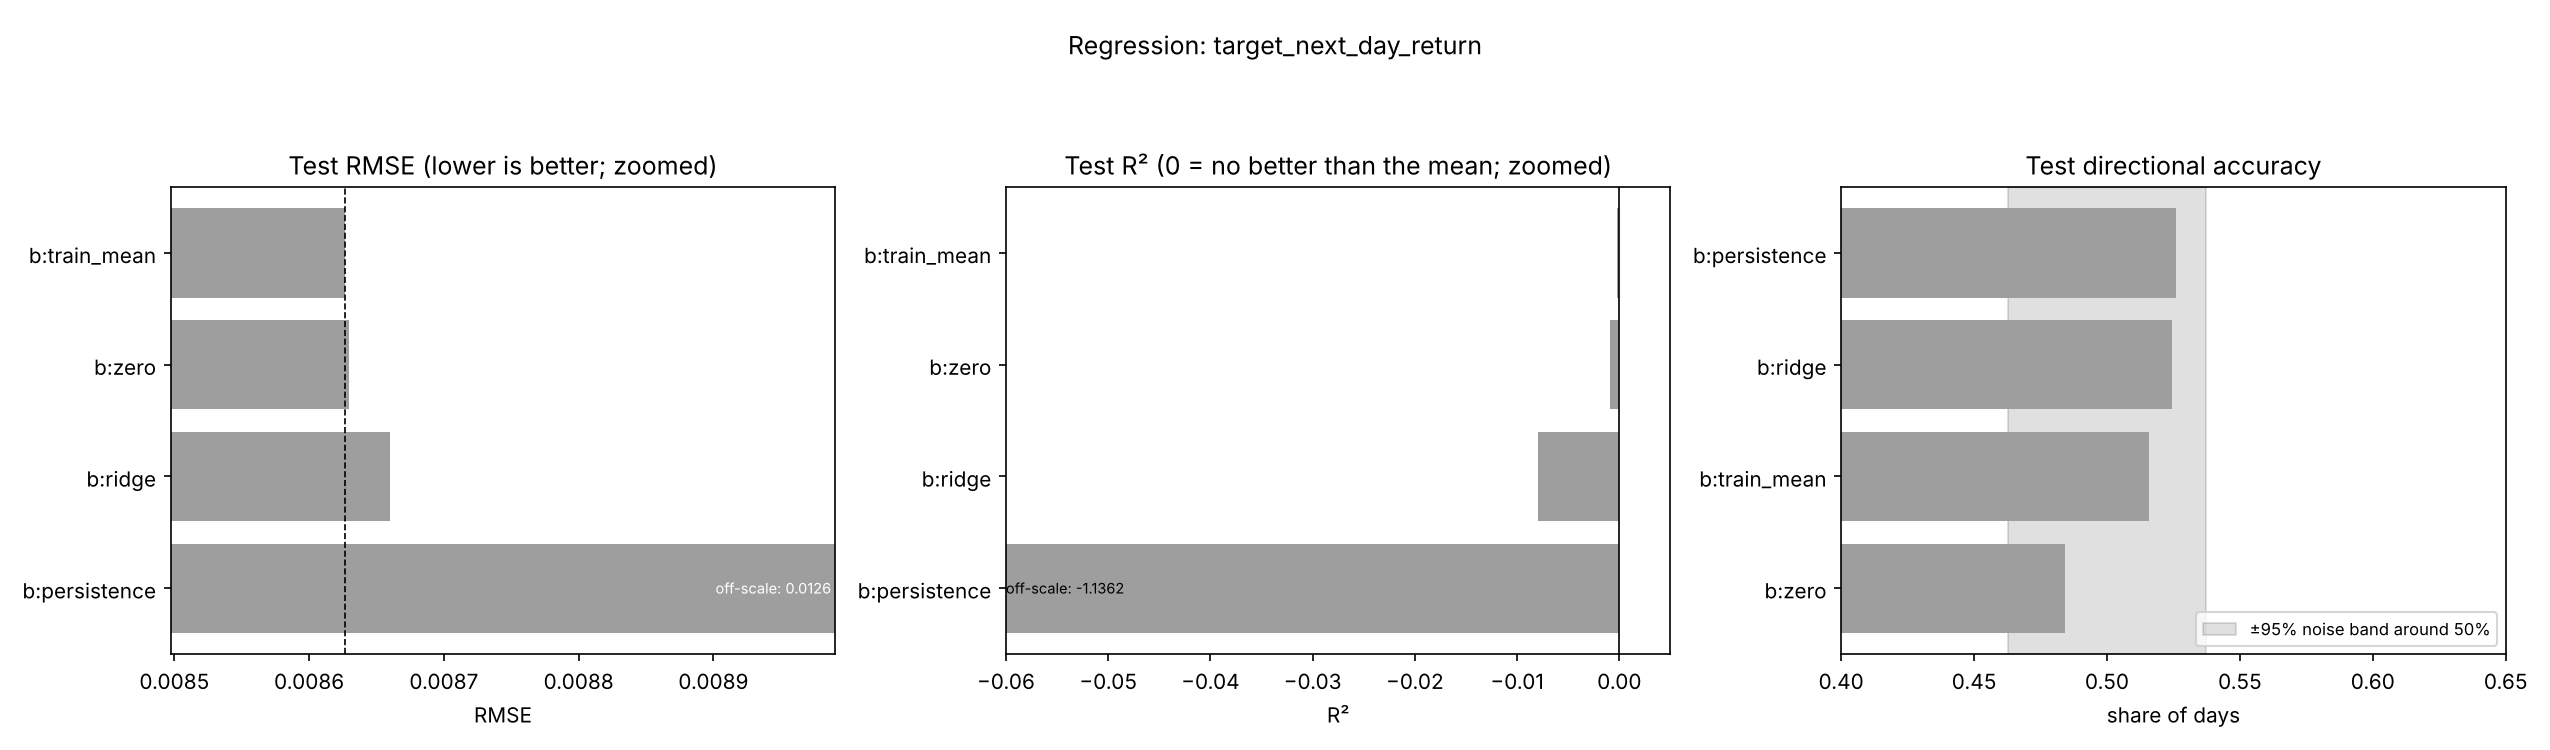 Regression: target_next_day_return
Test RMSE (lower is better; zoomed)
b:train_mean
b:zero
b:ridge
b:persistence
off-scale: 0.0126
0.0085 0.0086 0.0087 0.0088 0.0089
RMSE
Test R² (0 = no better than the mean; zoomed)
b:train_mean
b:zero
b:ridge
b:persistence
off-scale: -1.1362
−0.06 −0.05 −0.04 −0.03 −0.02 −0.01 0.00
R²
Test directional accuracy
b:persistence
b:ridge
b:train_mean
b:zero
±95% noise band around 50%
0.40 0.45 0.50 0.55 0.60 0.65
share of days